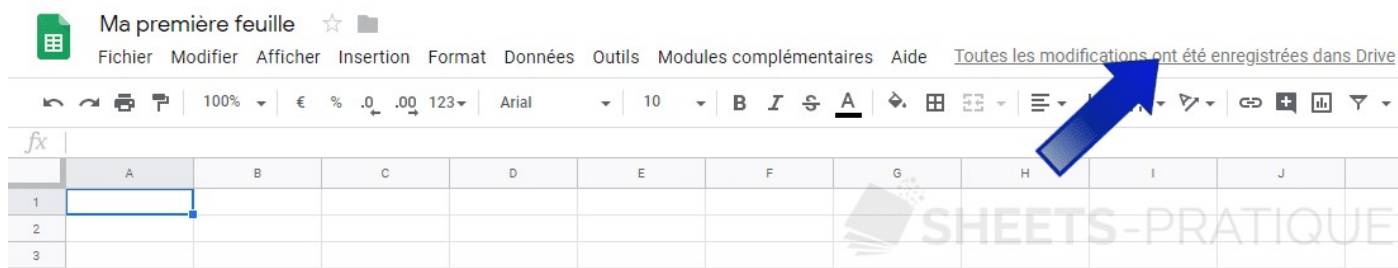 Ma première feuille
Fichier Modifier Afficher Insertion Format Données Outils Modules complémentaires Aide Toutes les modifications ont été enregistrées dans Drive
100% € % .0 .00 123 Arial 10 B I S A
fx
A B C D E F G H I J
1
2
3
SHEETS-PRATIQUE